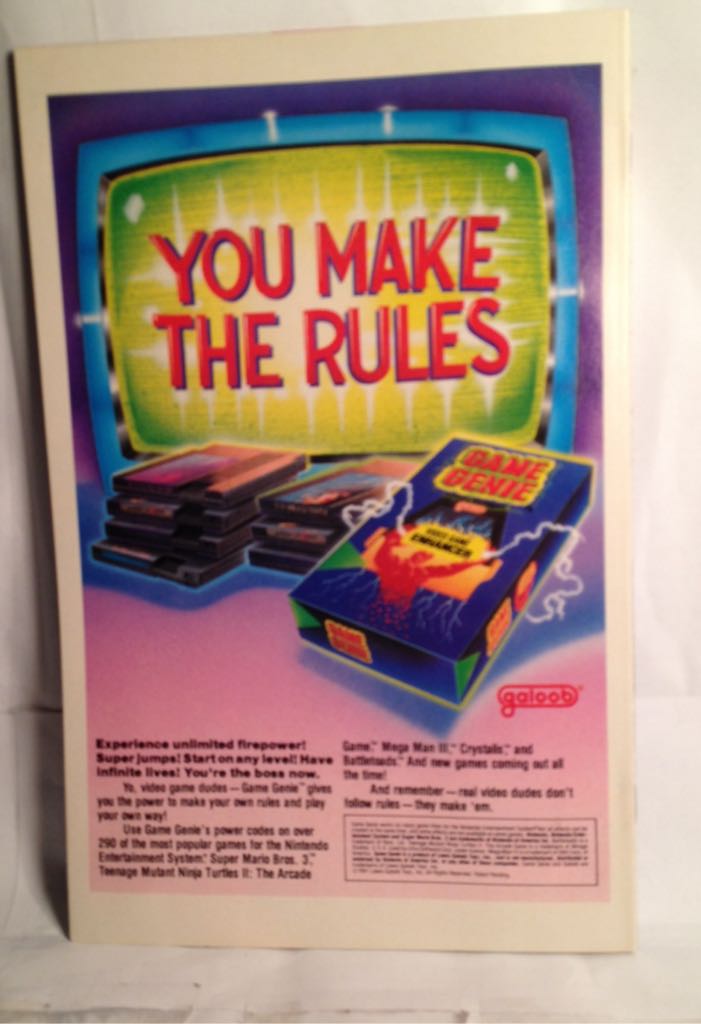 YOU MAKE
THE RULES
GAME
GENIE
VIDEO GAME
ENHANCER
GAME
GENIE
galoob®
Experience unlimited firepower!
Super jumps! Start on any level! Have
infinite lives! You're the boss now.
Yo, video game dudes — Game Genie™ gives
you the power to make your own rules and play
your own way!
Use Game Genie's power codes on over
290 of the most popular games for the Nintendo
Entertainment System.® Super Mario Bros. 3,™
Teenage Mutant Ninja Turtles II: The Arcade
Game,™ Mega Man III,™ Crystalis,™ and
Battletoads.™ And new games coming out all
the time!
And remember — real video dudes don't
follow rules — they make 'em.